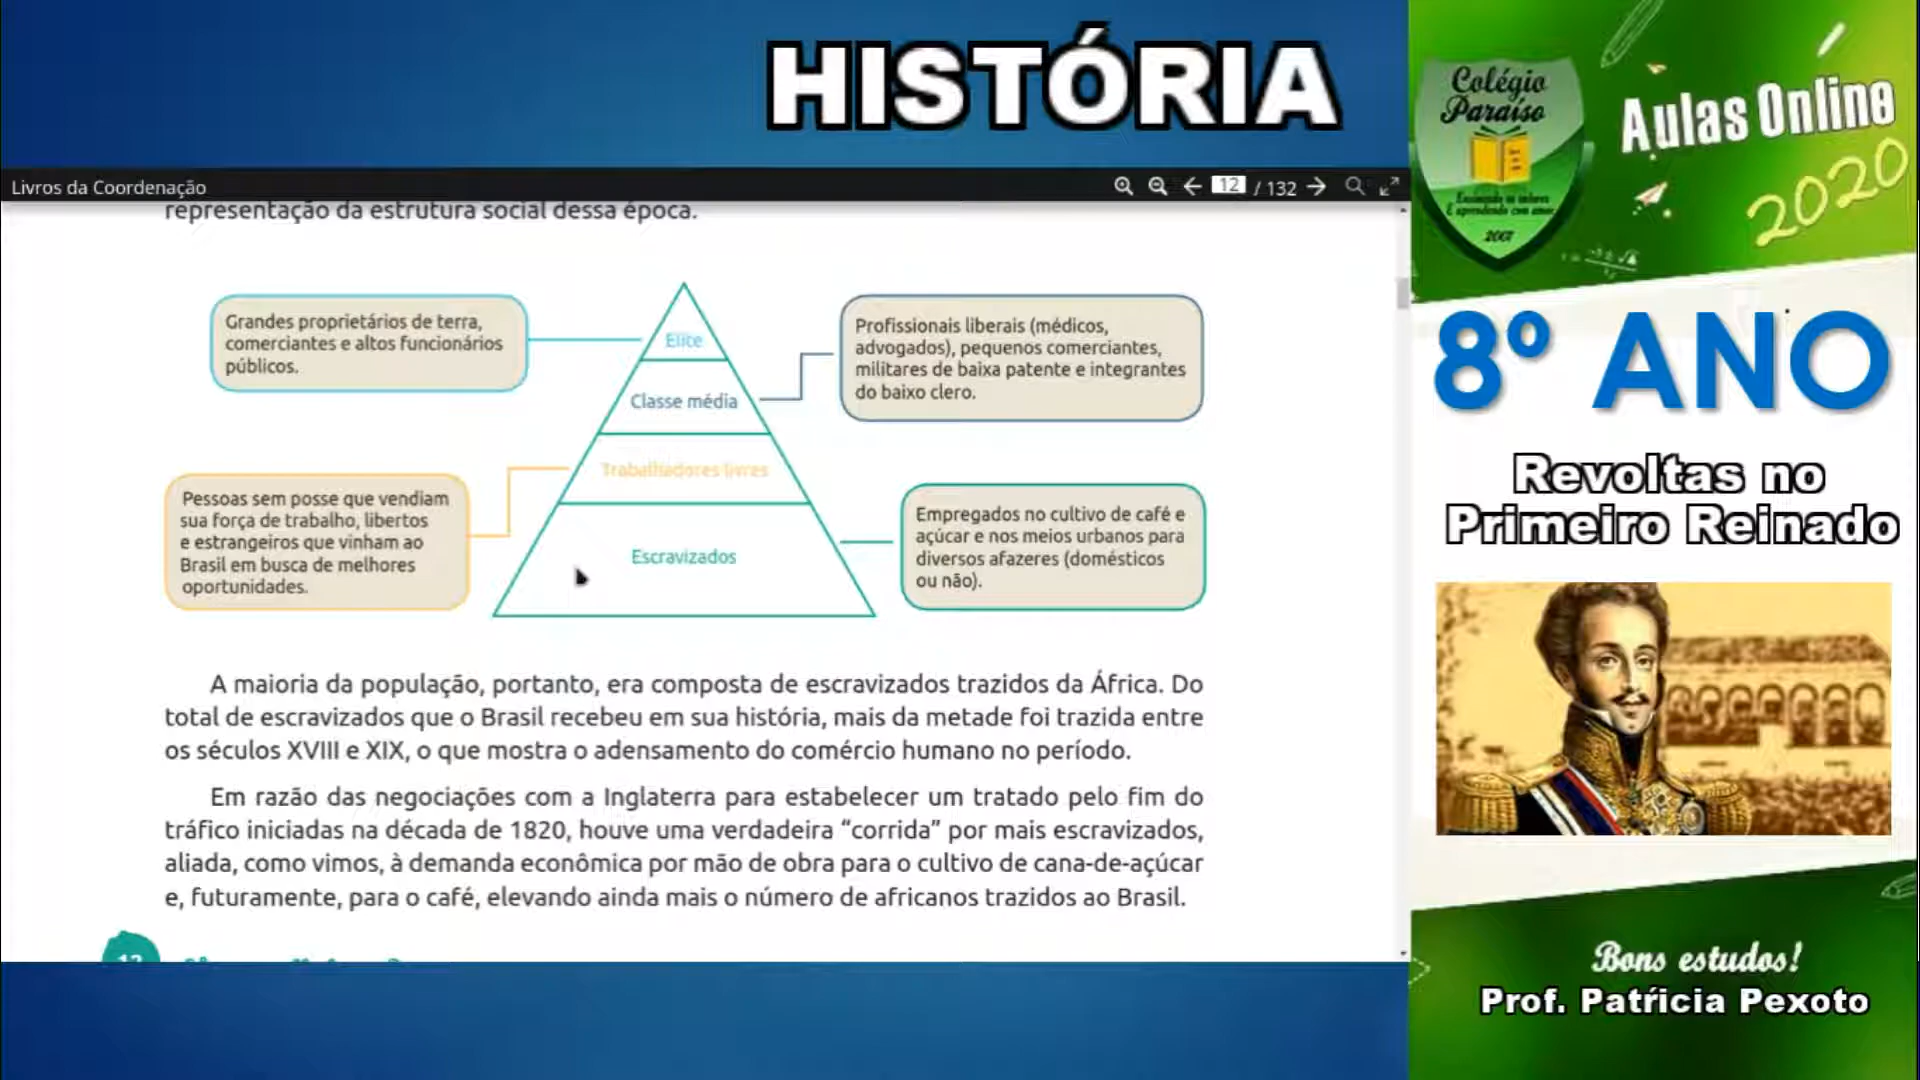 HISTÓRIA
Livros da Coordenação
12 / 132
representação da estrutura social dessa época.
Grandes proprietários de terra,
comerciantes e altos funcionários
públicos.
Elite
Profissionais liberais (médicos,
advogados), pequenos comerciantes,
militares de baixa patente e integrantes
do baixo clero.
Classe média
Trabalhadores livres
Pessoas sem posse que vendiam
sua força de trabalho, libertos
e estrangeiros que vinham ao
Brasil em busca de melhores
oportunidades.
Escravizados
Empregados no cultivo de café e
açúcar e nos meios urbanos para
diversos afazeres (domésticos
ou não).
A maioria da população, portanto, era composta de escravizados trazidos da África. Do
total de escravizados que o Brasil recebeu em sua história, mais da metade foi trazida entre
os séculos XVIII e XIX, o que mostra o adensamento do comércio humano no período.
Em razão das negociações com a Inglaterra para estabelecer um tratado pelo fim do
tráfico iniciadas na década de 1820, houve uma verdadeira “corrida” por mais escravizados,
aliada, como vimos, à demanda econômica por mão de obra para o cultivo de cana-de-açúcar
e, futuramente, para o café, elevando ainda mais o número de africanos trazidos ao Brasil.
12
Colégio
Paraíso
Ensinando os saberes
E aprendendo com amor
2007
Aulas Online
2020
8º ANO
Revoltas no
Primeiro Reinado
Bons estudos!
Prof. Patŕicia Pexoto